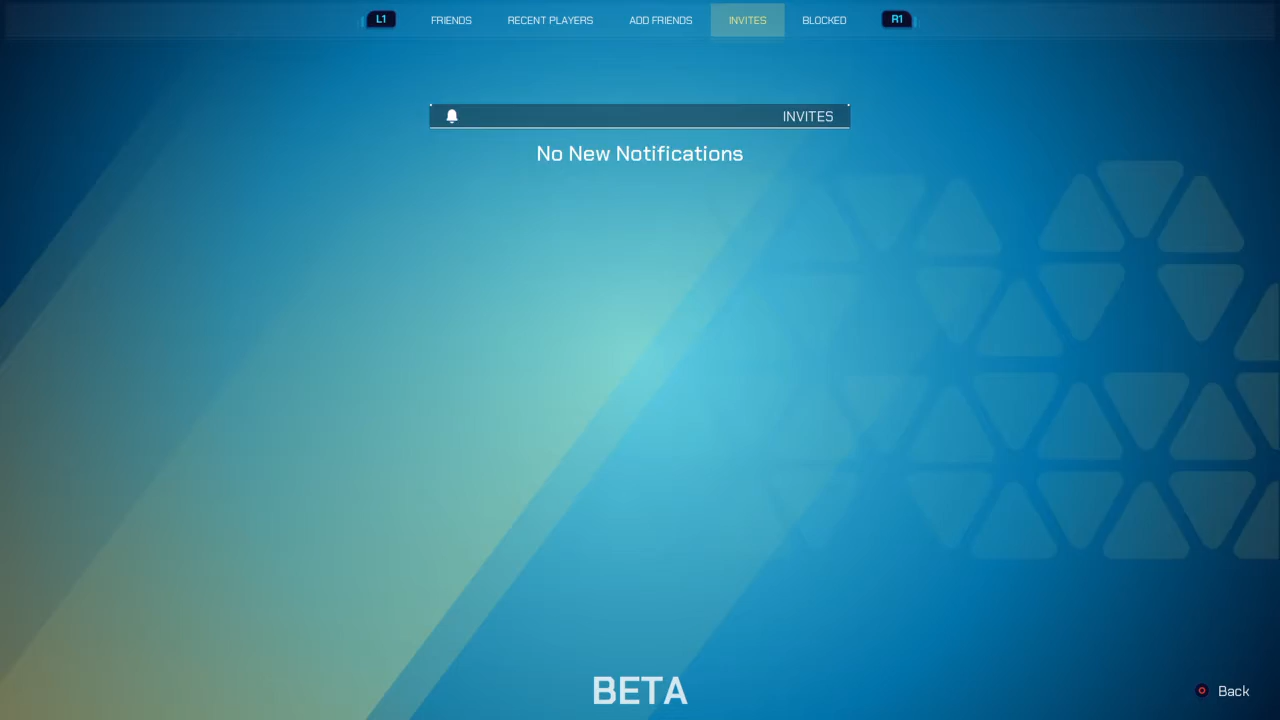 L1 FRIENDS RECENT PLAYERS ADD FRIENDS INVITES BLOCKED R1
INVITES
No New Notifications
BETA
Back